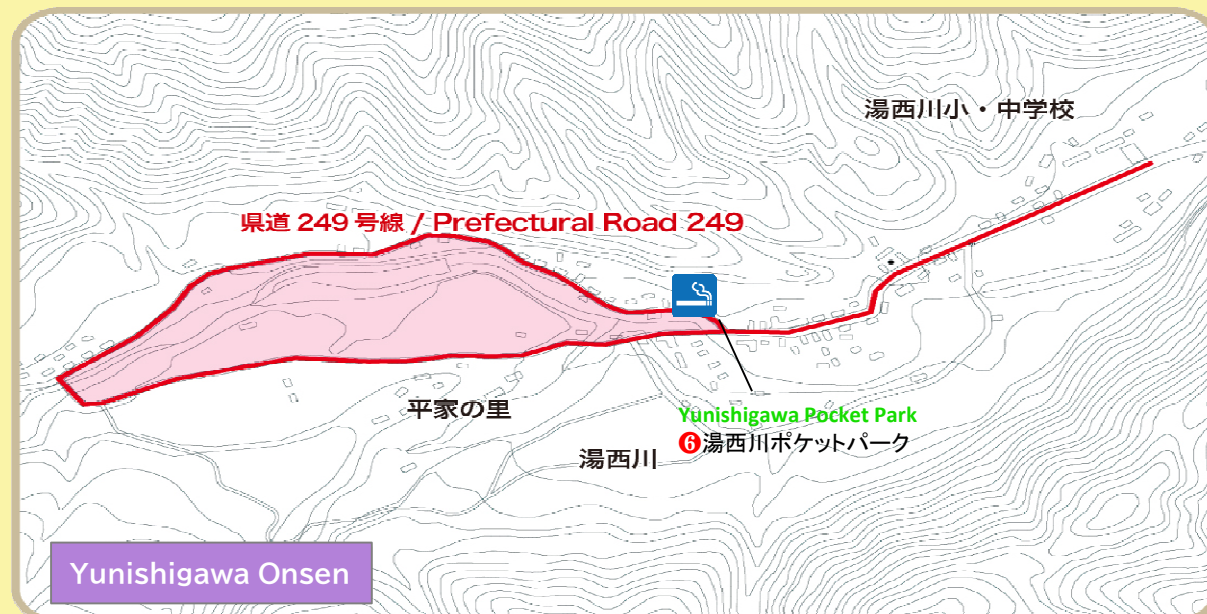 湯西川小・中学校
県道 249 号線 / Prefectural Road 249
平家の里
Yunishigawa Pocket Park
❻湯西川ポケットパーク
湯西川
Yunishigawa Onsen